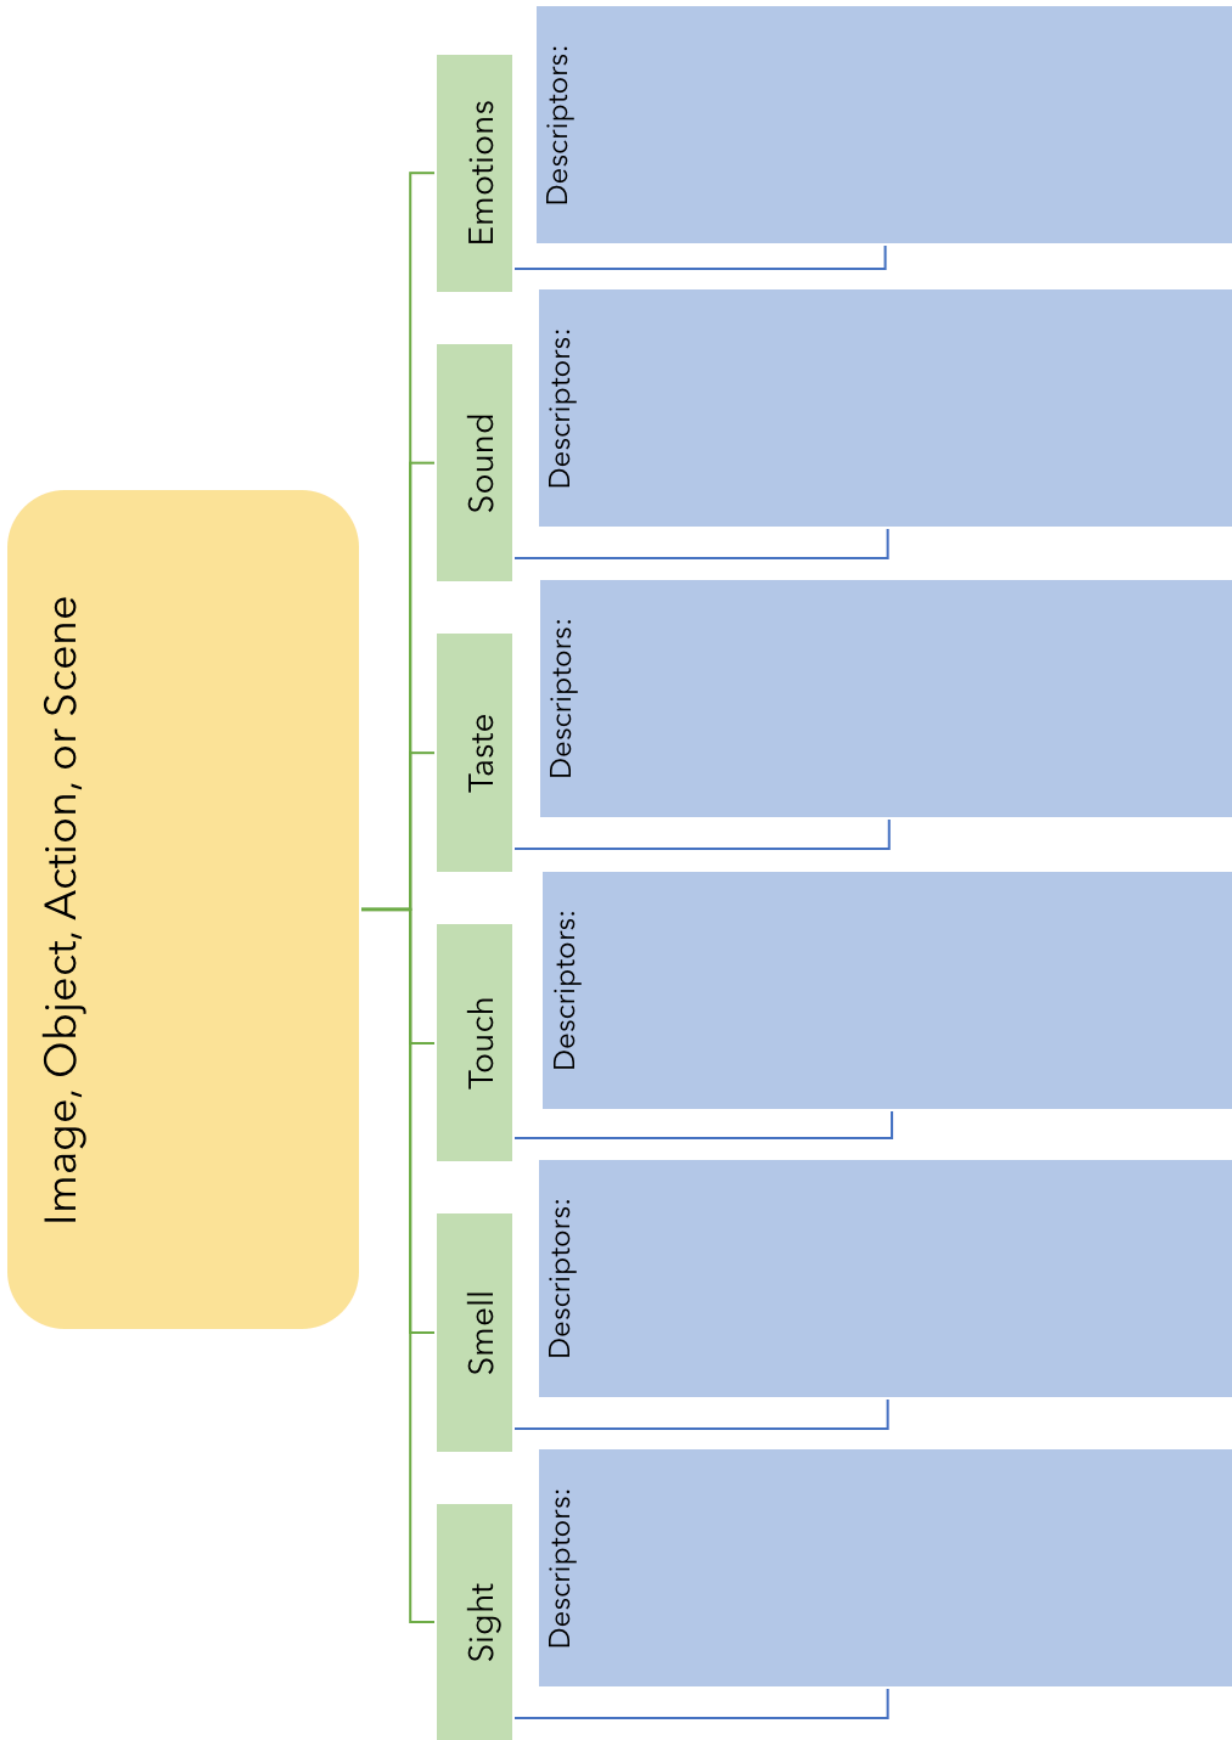 Image, Object, Action, or Scene
Sight
Smell
Touch
Taste
Sound
Emotions
Descriptors:
Descriptors:
Descriptors:
Descriptors:
Descriptors:
Descriptors: